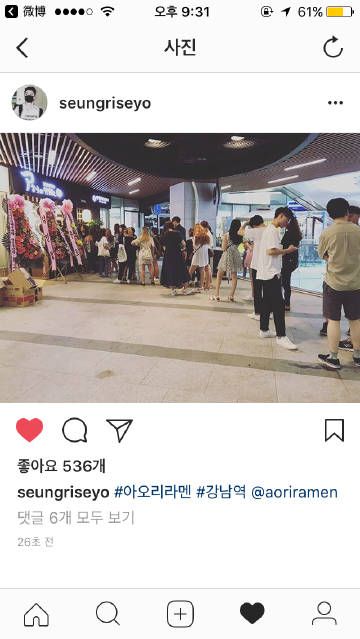 微博 오후 9:31 61%
사진
seungriseyo
좋아요 536개
seungriseyo #아오리라멘 #강남역 @aoriramen
댓글 6개 모두 보기
26초 전